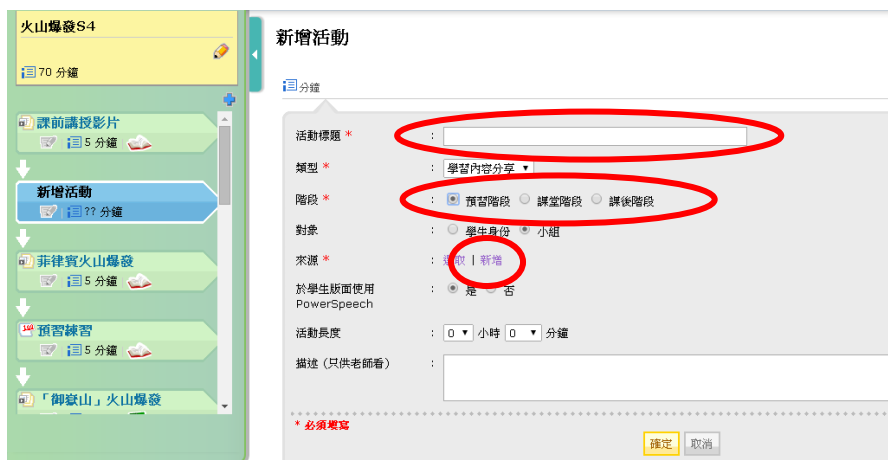 火山爆發S4
70 分鐘
課前講授影片
5 分鐘
新增活動
?? 分鐘
菲律賓火山爆發
5 分鐘
預習練習
5 分鐘
「御嶽山」火山爆發
新增活動
分鐘
活動標題 * :
類型 * : 學習內容分享
階段 * : 預習階段 課堂階段 課後階段
對象 : 學生身份 小組
來源 * : 選取 | 新增
於學生版面使用 : 是 否
PowerSpeech
活動長度 : 0 小時 0 分鐘
描述 (只供老師看) :
* 必須填寫
確定 取消